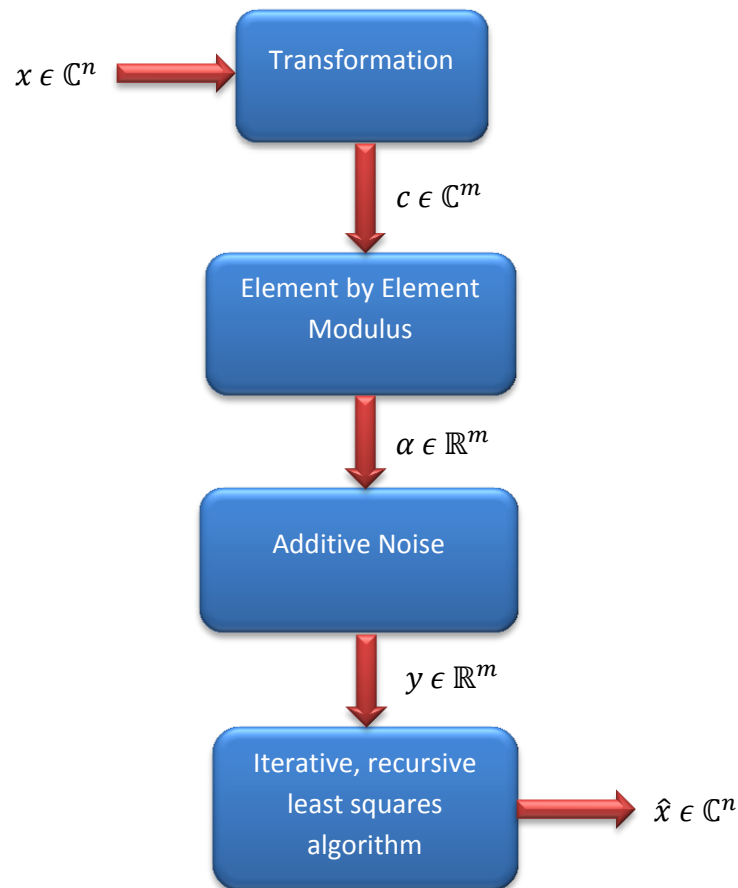 x ϵ ℂⁿ
Transformation
c ϵ ℂᵐ
Element by Element
Modulus
α ϵ ℝᵐ
Additive Noise
y ϵ ℝᵐ
Iterative, recursive
least squares
algorithm
x̂ ϵ ℂⁿ